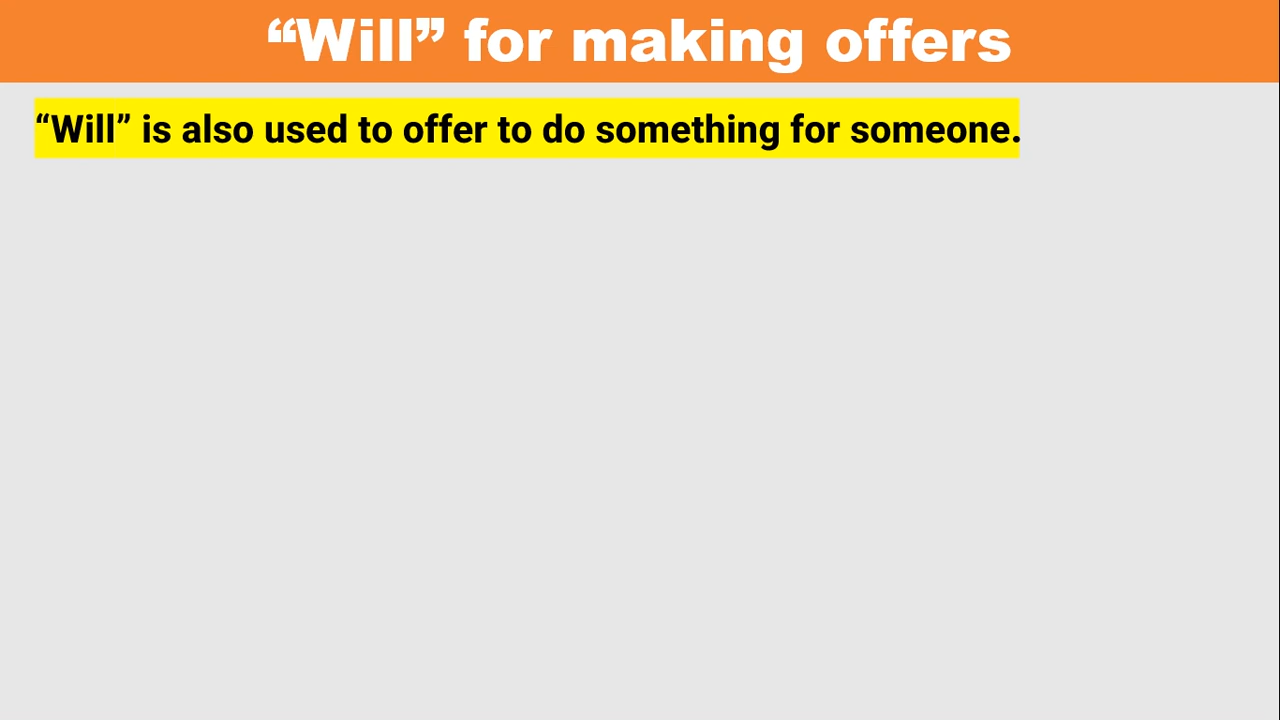 “Will” for making offers
“Will” is also used to offer to do something for someone.